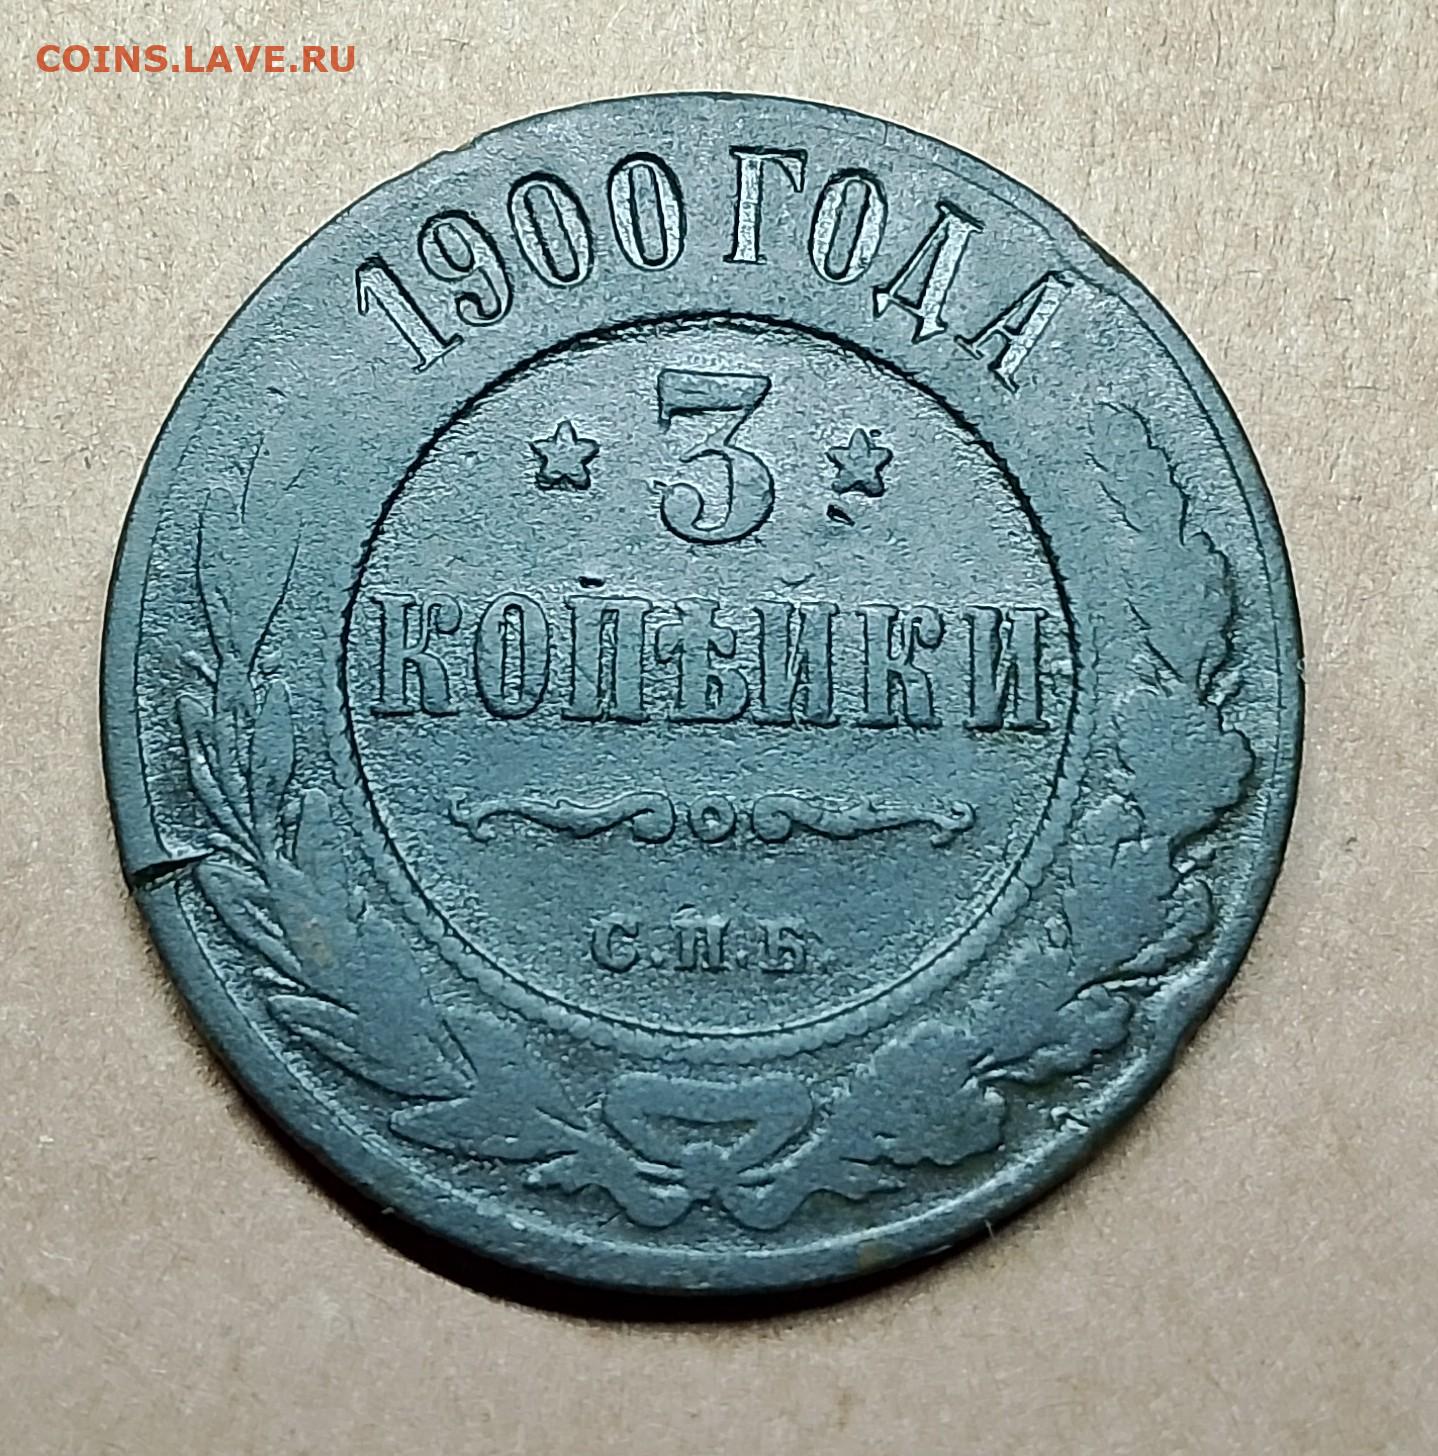 COINS.LAVE.RU
1900 ГОДА
3
КОПѢЙКИ
С.П.Б.